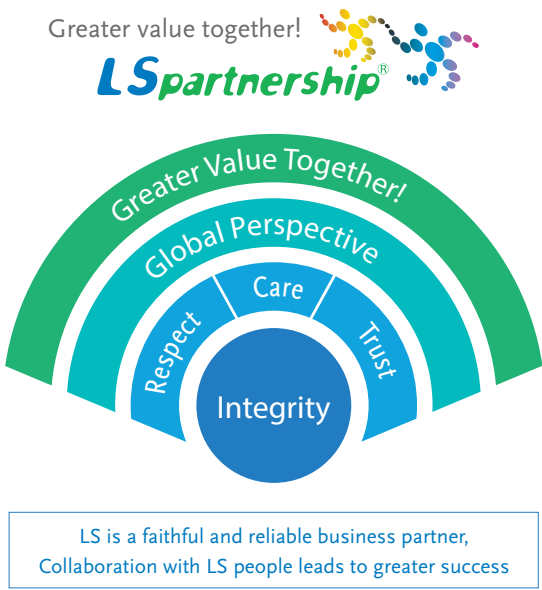 Greater value together!
LSpartnership®
Greater Value Together!
Global Perspective
Respect
Care
Trust
Integrity
LS is a faithful and reliable business partner,
Collaboration with LS people leads to greater success